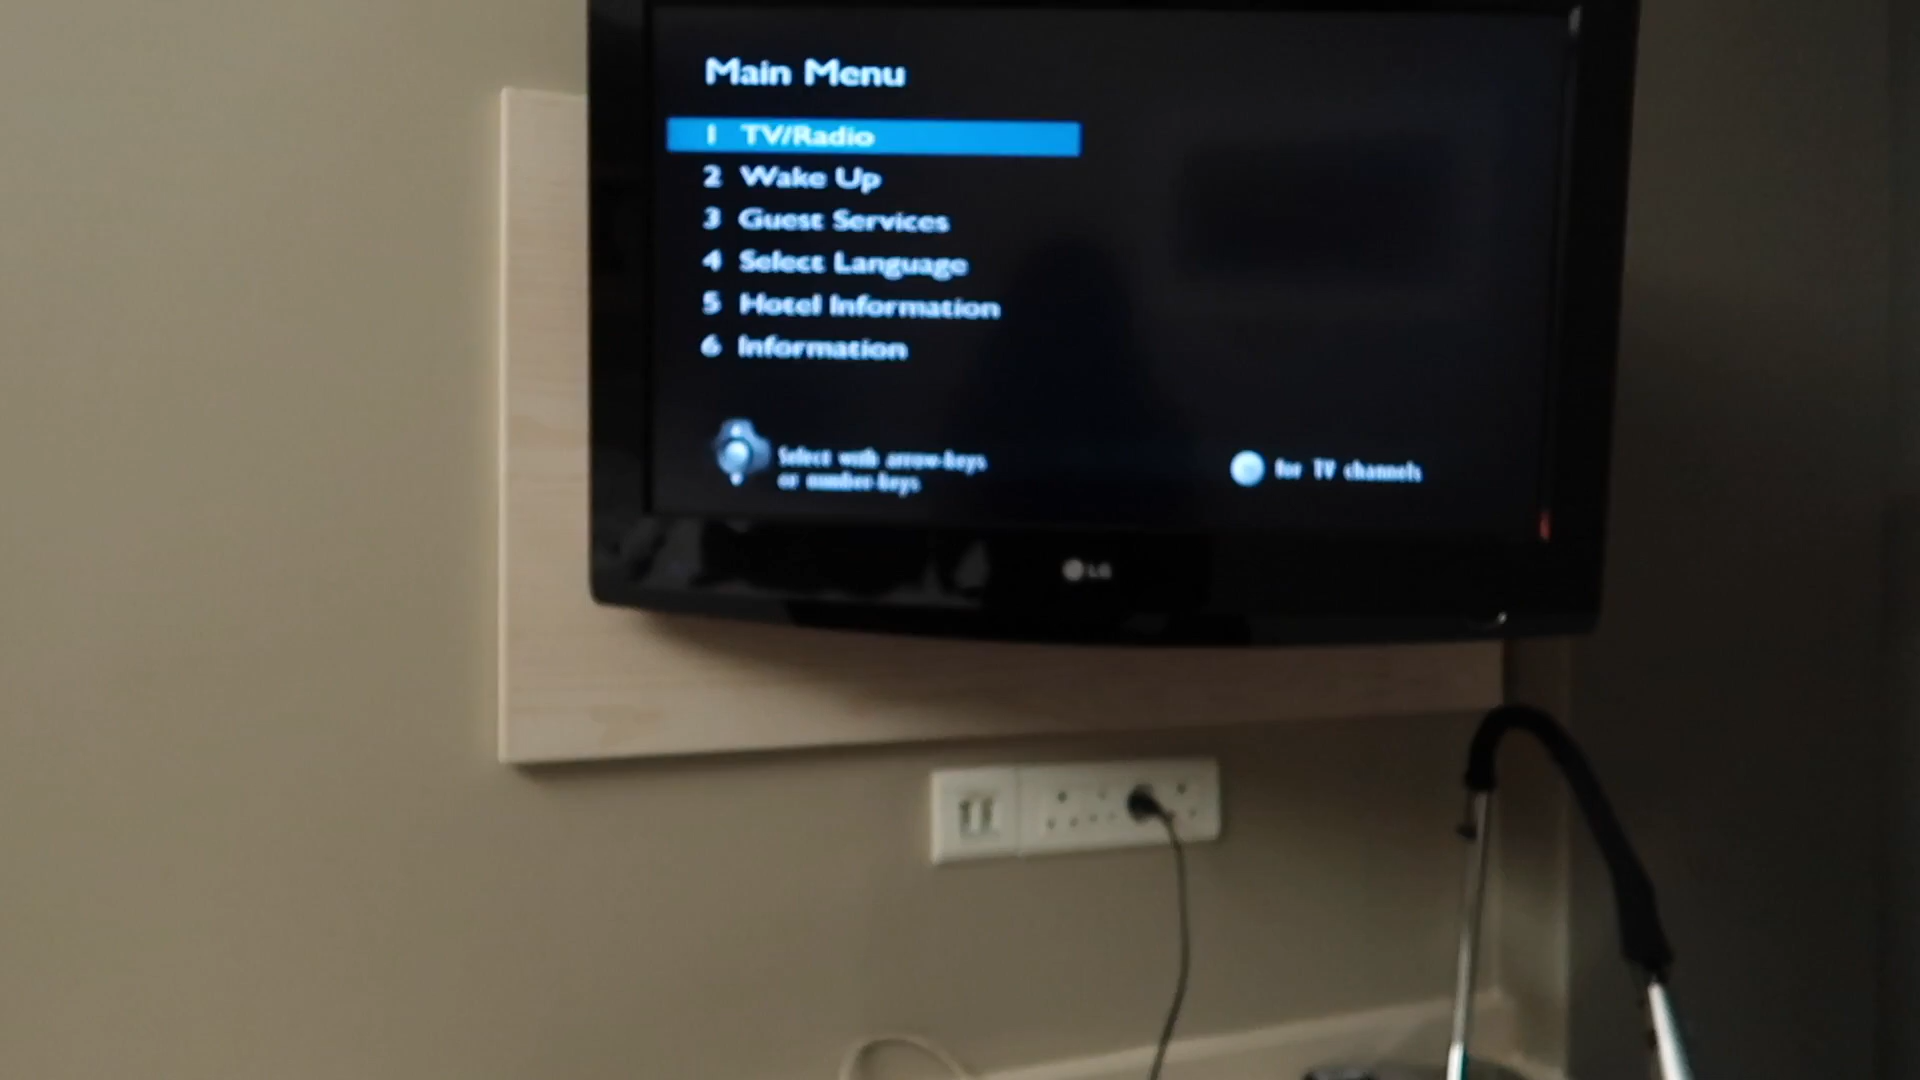 Main Menu
1 TV/Radio
2 Wake Up
3 Guest Services
4 Select Language
5 Hotel Information
6 Information
Select with arrow-keys
or number-keys
for TV channels
LG